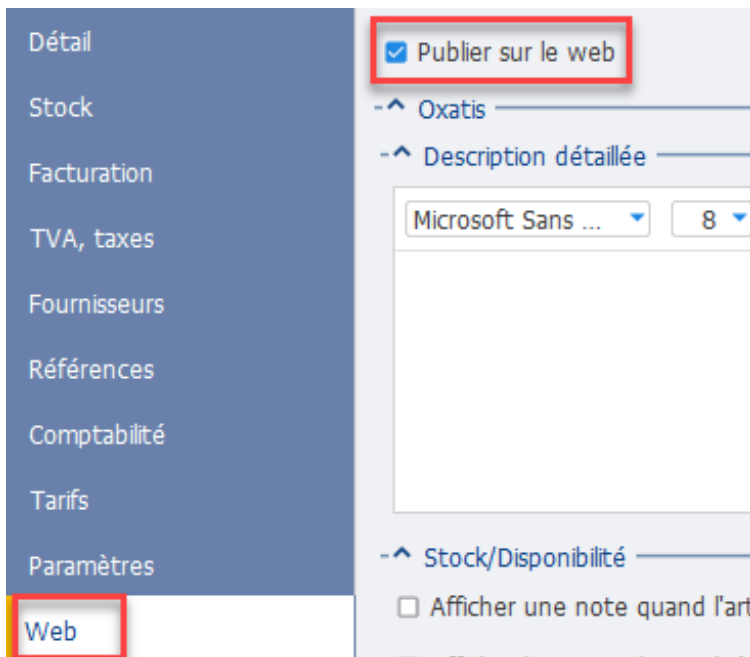 Détail
Stock
Facturation
TVA, taxes
Fournisseurs
Références
Comptabilité
Tarifs
Paramètres
Web
Publier sur le web
Oxatis
Description détaillée
Microsoft Sans ... 8
Stock/Disponibilité
Afficher une note quand l'art